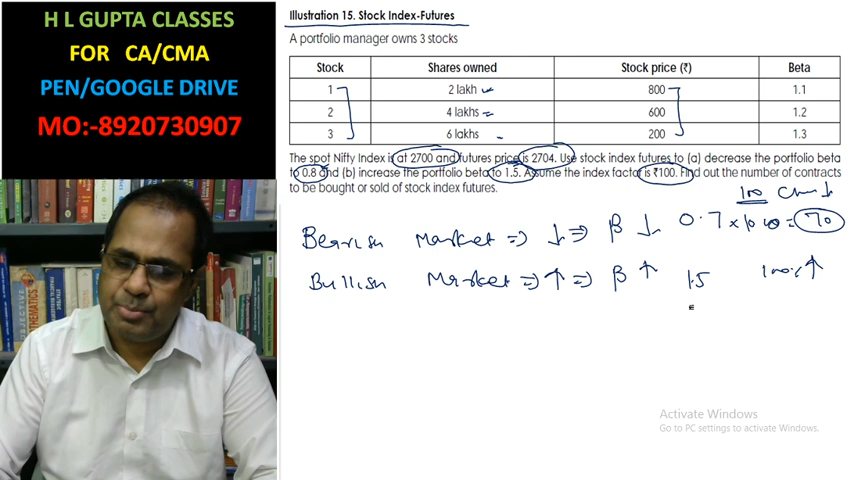 H L GUPTA CLASSES
FOR CA/CMA
PEN/GOOGLE DRIVE
MO:-8920730907
Illustration 15. Stock Index-Futures
A portfolio manager owns 3 stocks
Stock Shares owned Stock price (₹) Beta
1 2 lakh 800 1.1
2 4 lakhs 600 1.2
3 6 lakhs 200 1.3
The spot Nifty Index is at 2700 and futures price is 2704. Use stock index futures to (a) decrease the portfolio beta
to 0.8 and (b) increase the portfolio beta to 1.5. Assume the index factor is ₹100. Find out the number of contracts
to be bought or sold of stock index futures.
100
Bearish Market ⇒ ↓ ⇒ β ↓ 0.7 × 100 = 70
Bullish Market ⇒ ↑ ⇒ β ↑ 1.5 100% ↑
=
Activate Windows
Go to PC settings to activate Windows.